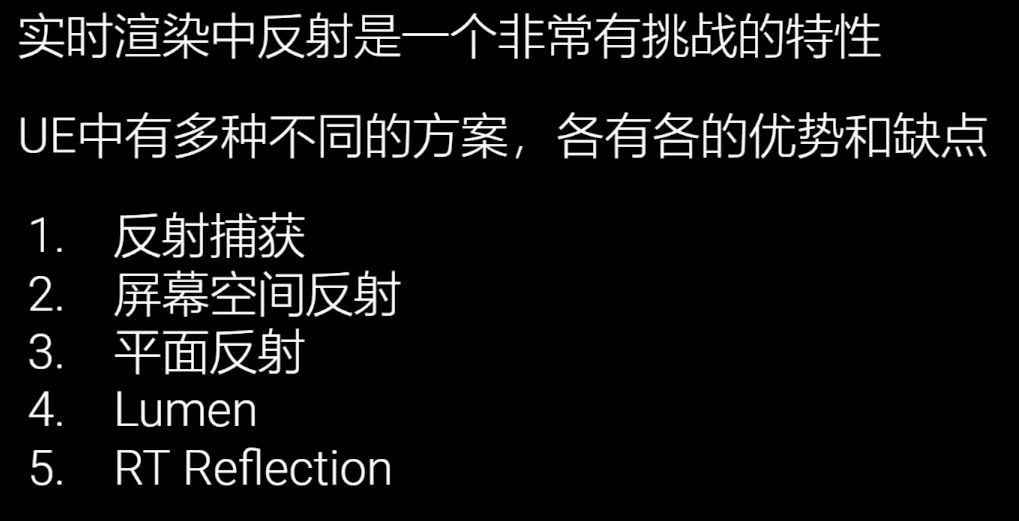 实时渲染中反射是一个非常有挑战的特性
UE中有多种不同的方案，各有各的优势和缺点
1. 反射捕获
2. 屏幕空间反射
3. 平面反射
4. Lumen
5. RT Reflection